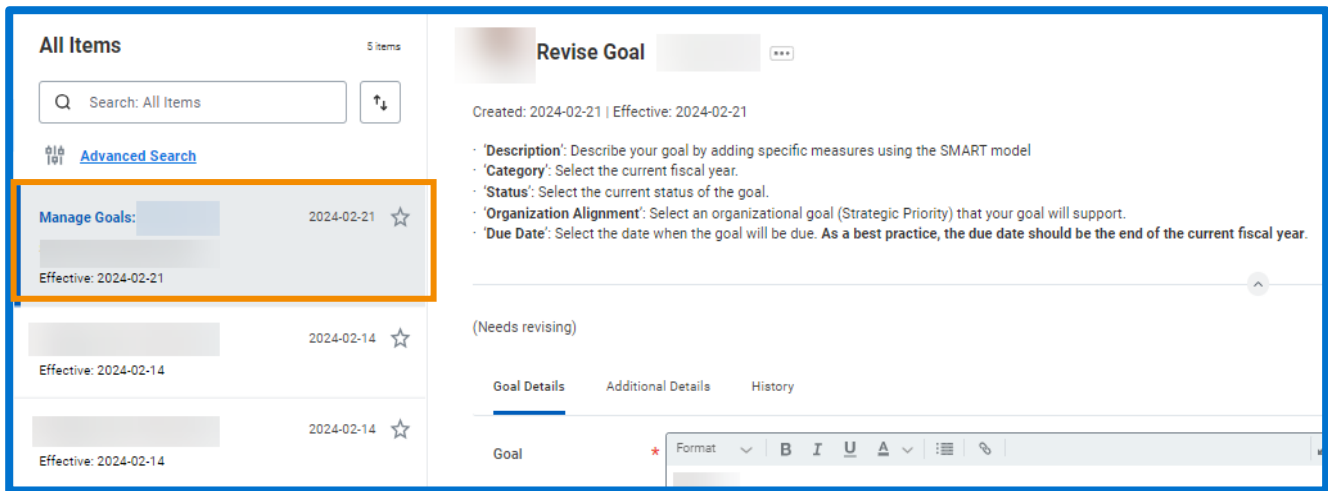 All Items
5 items
Search: All Items
Advanced Search
Manage Goals:
2024-02-21
Effective: 2024-02-21
2024-02-14
Effective: 2024-02-14
2024-02-14
Effective: 2024-02-14
Revise Goal
Created: 2024-02-21 | Effective: 2024-02-21
· 'Description': Describe your goal by adding specific measures using the SMART model
· 'Category': Select the current fiscal year.
· 'Status': Select the current status of the goal.
· 'Organization Alignment': Select an organizational goal (Strategic Priority) that your goal will support.
· 'Due Date': Select the date when the goal will be due. As a best practice, the due date should be the end of the current fiscal year.
(Needs revising)
Goal Details Additional Details History
Goal *
Format B I U A